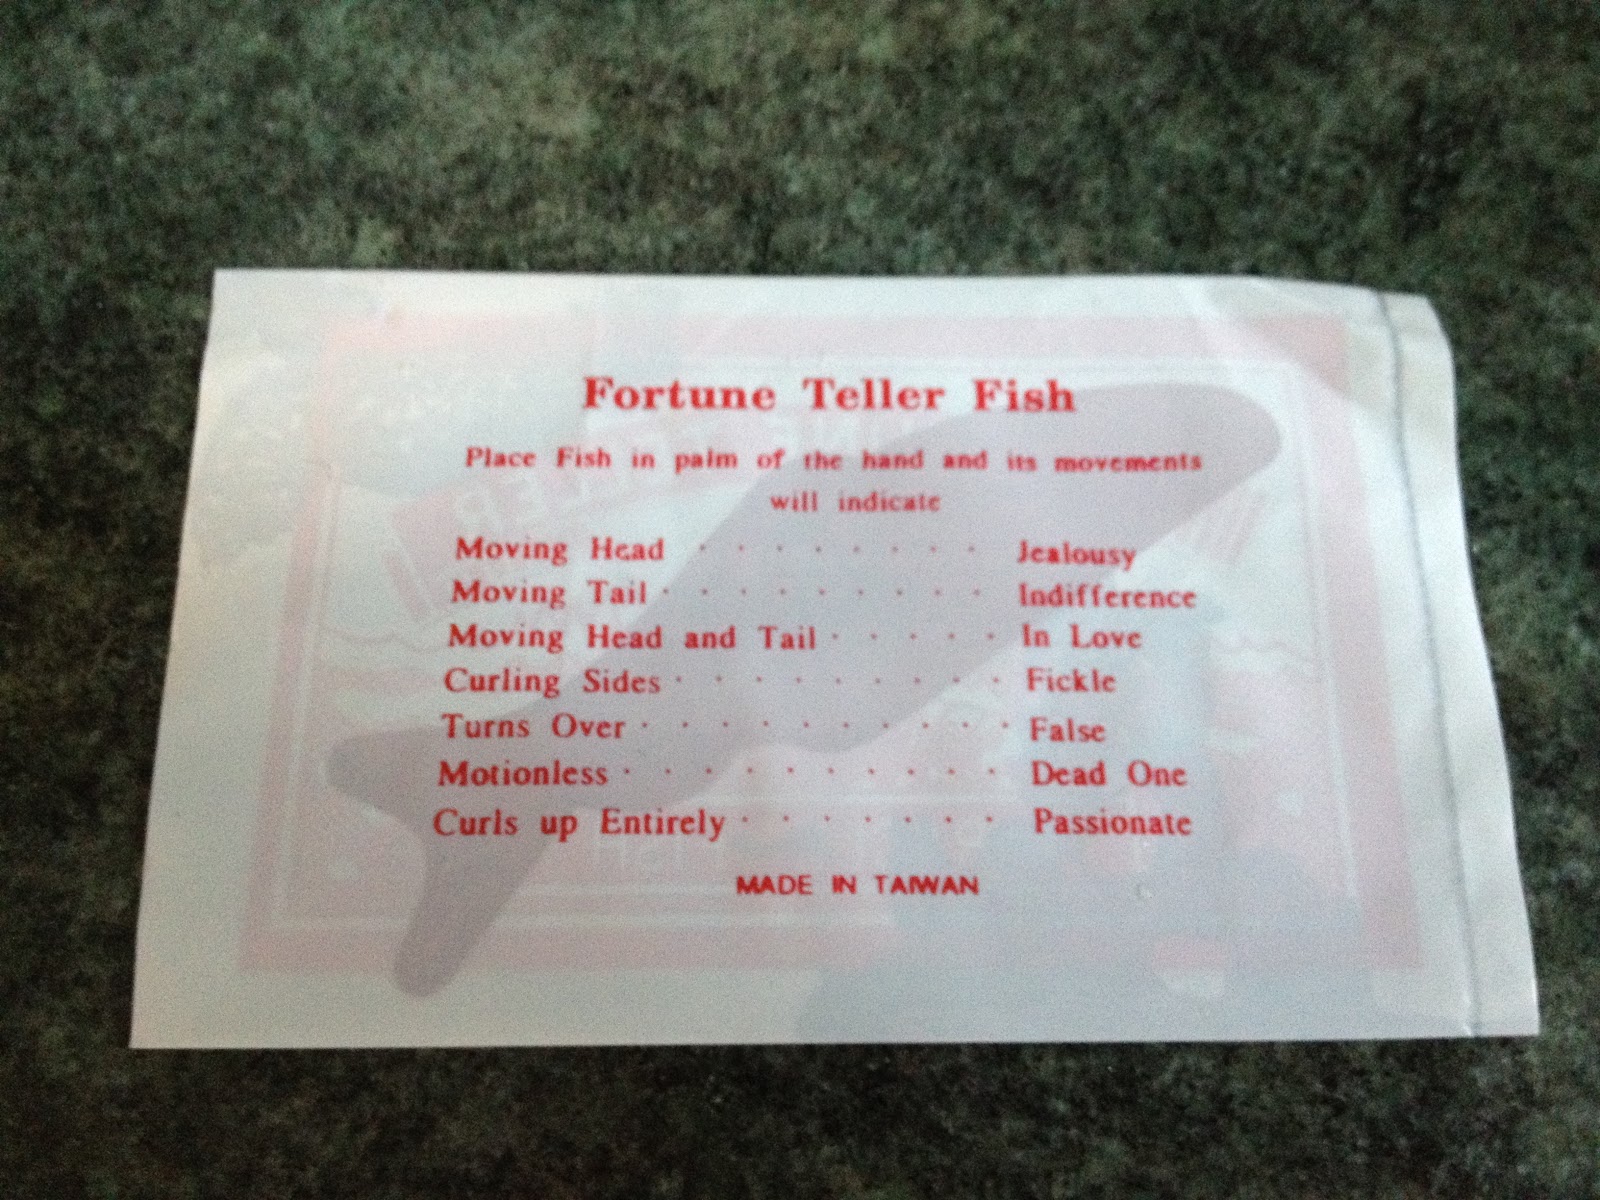 Fortune Teller Fish
Place Fish in palm of the hand and its movements
will indicate
Moving Head · · · · · · · · Jealousy
Moving Tail · · · · · · · · · Indifference
Moving Head and Tail · · · · · In Love
Curling Sides · · · · · · · · · Fickle
Turns Over · · · · · · · · · · False
Motionless · · · · · · · · · · Dead One
Curls up Entirely · · · · · · · Passionate
MADE IN TAIWAN